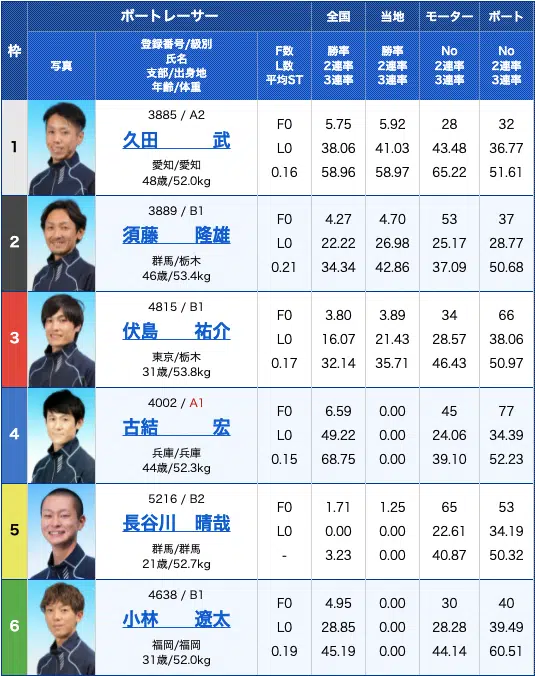 枠 ボートレーサー 全国 当地 モーター ボート
写真 登録番号/級別 氏名 支部/出身地 年齢/体重 F数 L数 平均ST 勝率 2連率 3連率 勝率 2連率 3連率 No 2連率 3連率 No 2連率 3連率
3885 / A2
1 久田 武 F0 5.75 5.92 28 32
L0 38.06 41.03 43.48 36.77
愛知/愛知 0.16 58.96 58.97 65.22 51.61
48歳/52.0kg
3889 / B1
2 須藤 隆雄 F0 4.27 4.70 53 37
L0 22.22 26.98 25.17 28.77
群馬/栃木 0.21 34.34 42.86 37.09 50.68
46歳/53.4kg
4815 / B1
3 伏島 祐介 F0 3.80 3.89 34 66
L0 16.07 21.43 28.57 38.06
東京/栃木 0.17 32.14 35.71 46.43 50.97
31歳/53.8kg
4002 / A1
4 古結 宏 F0 6.59 0.00 45 77
L0 49.22 0.00 24.06 34.39
兵庫/兵庫 0.15 68.75 0.00 39.10 52.23
44歳/52.3kg
5216 / B2
5 長谷川 晴哉 F0 1.71 1.25 65 53
L0 0.00 0.00 22.61 34.19
群馬/群馬 - 3.23 0.00 40.87 50.32
21歳/52.7kg
4638 / B1
6 小林 遼太 F0 4.95 0.00 30 40
L0 28.85 0.00 28.28 39.49
福岡/福岡 0.19 45.19 0.00 44.14 60.51
31歳/52.0kg